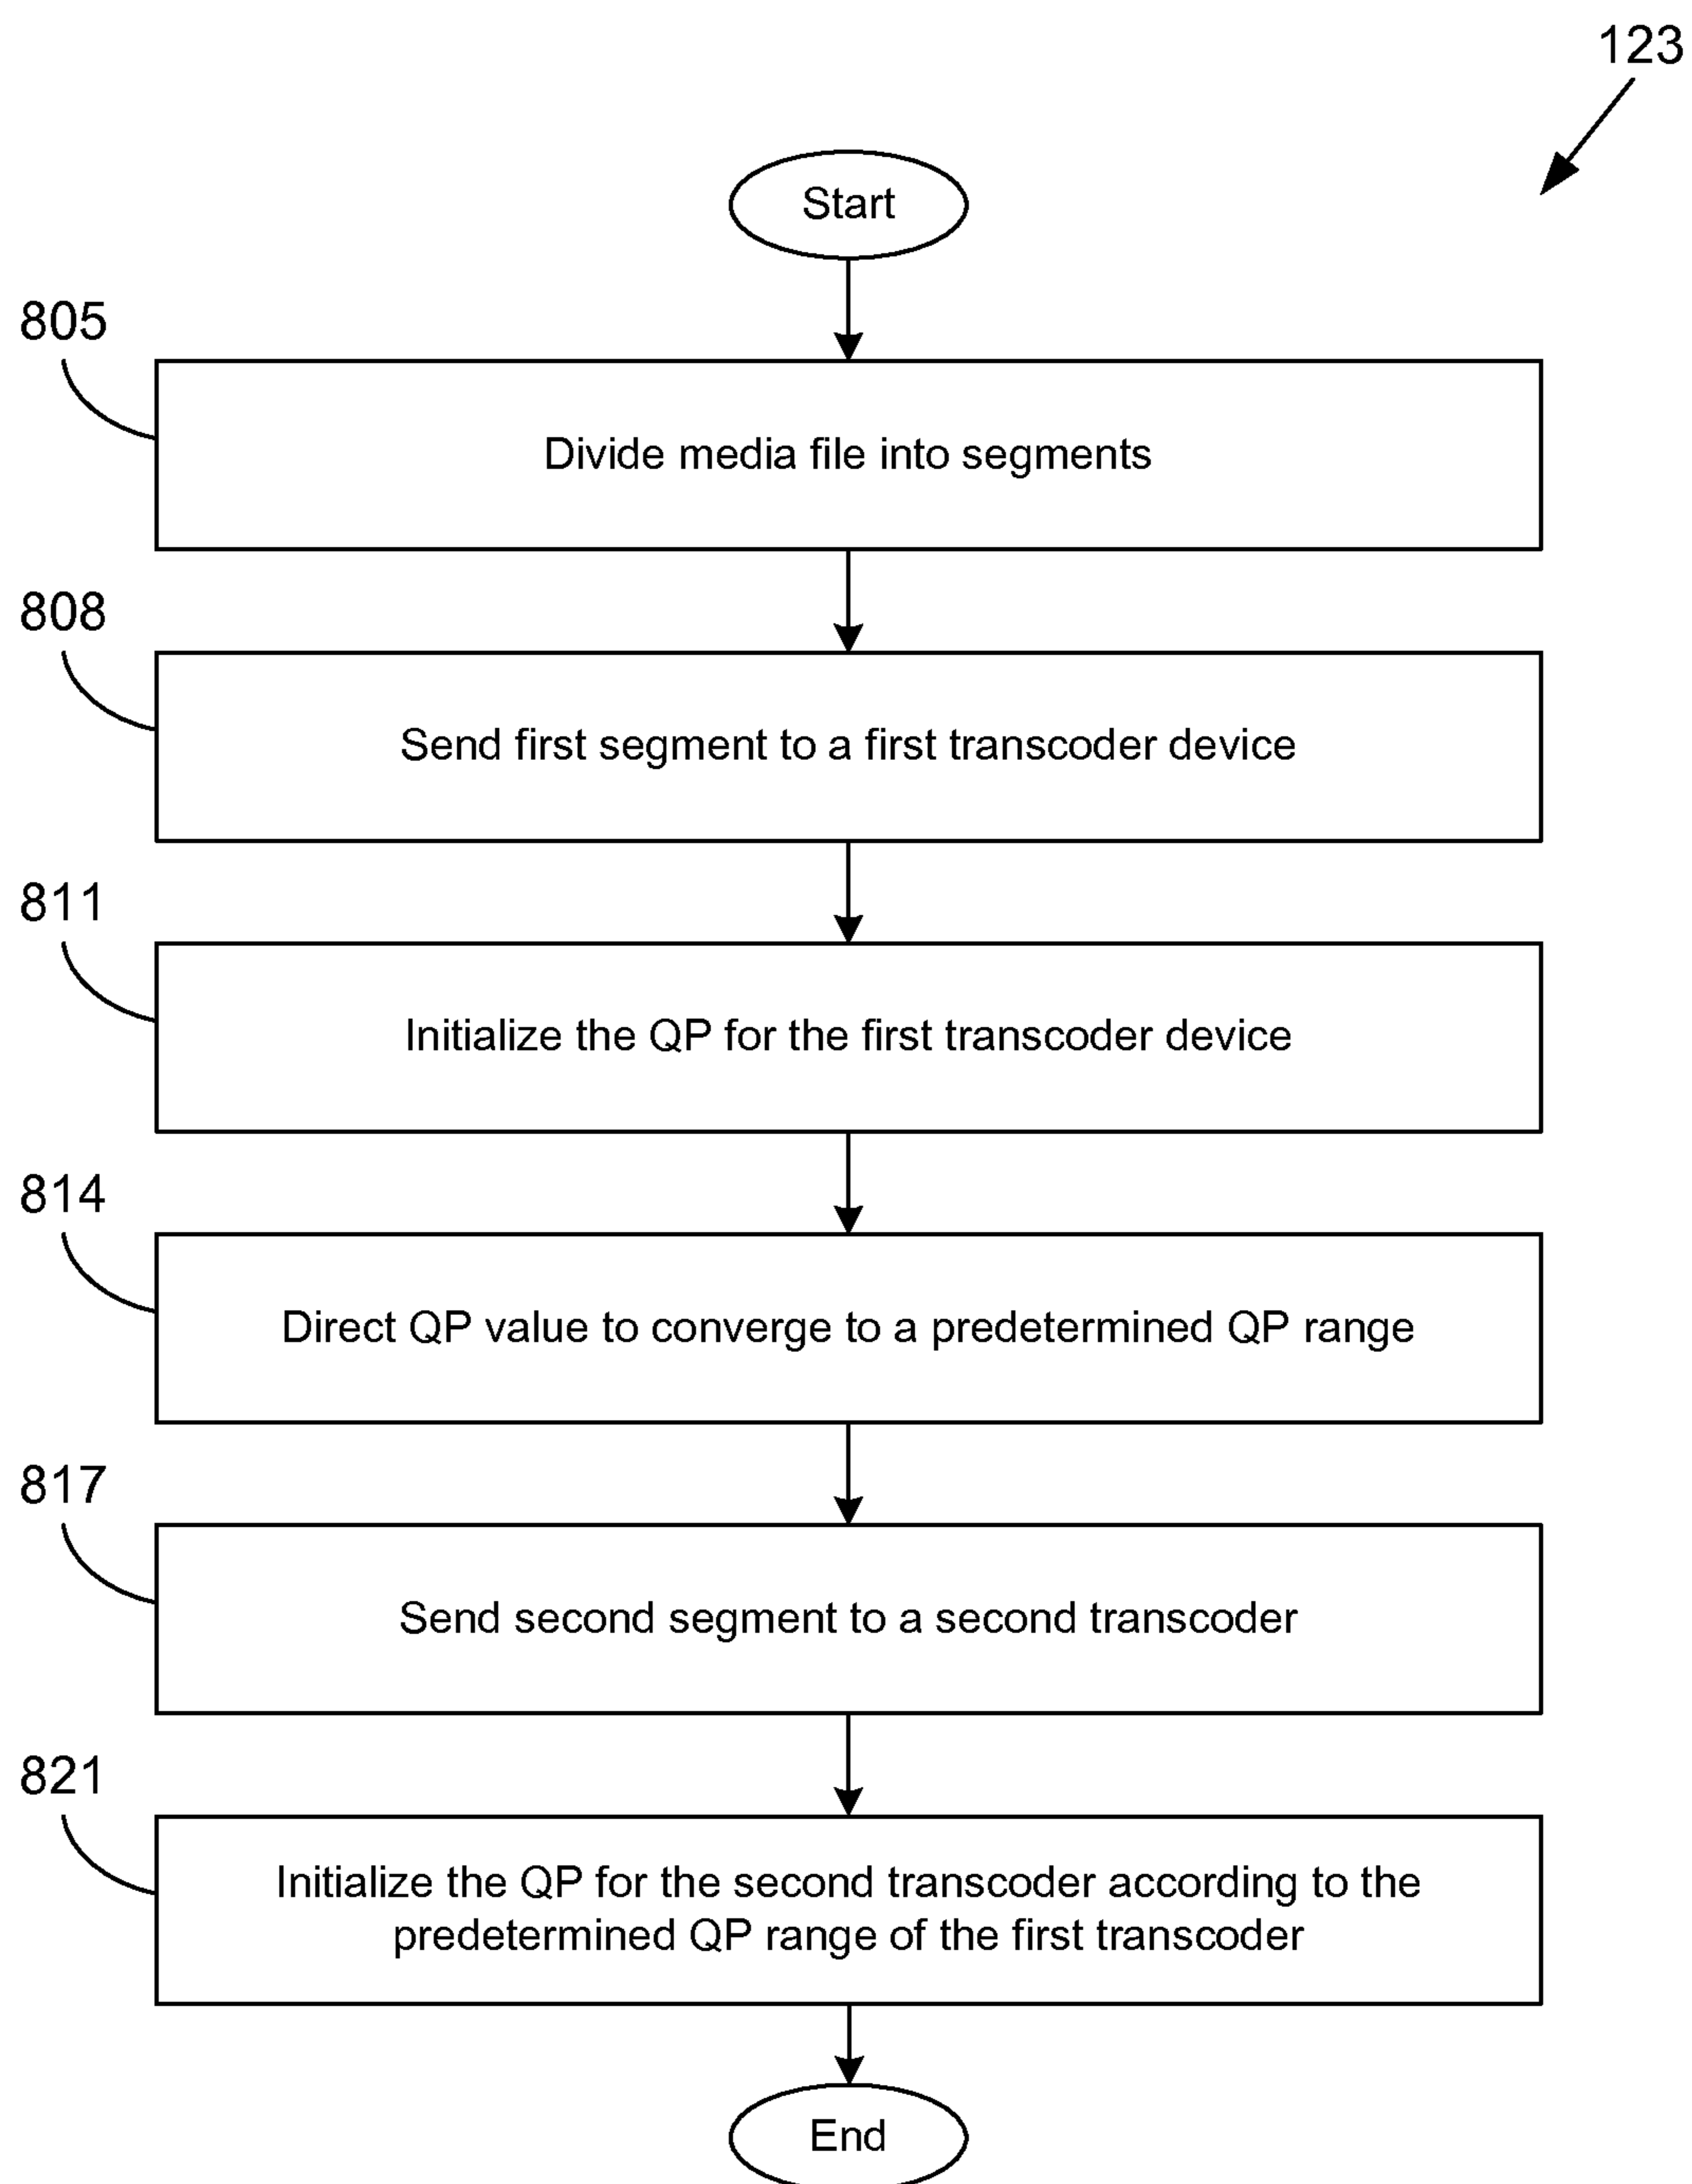 123
Start
805
Divide media file into segments
808
Send first segment to a first transcoder device
811
Initialize the QP for the first transcoder device
814
Direct QP value to converge to a predetermined QP range
817
Send second segment to a second transcoder
821
Initialize the QP for the second transcoder according to the
predetermined QP range of the first transcoder
End